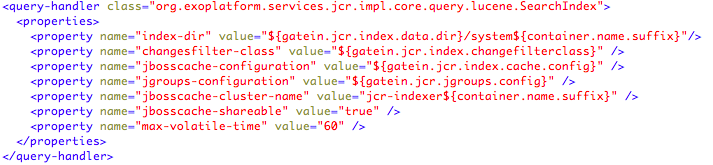 <query-handler class="org.exoplatform.services.jcr.impl.core.query.lucene.SearchIndex">
  <properties>
    <property name="index-dir" value="${gatein.jcr.index.data.dir}/system${container.name.suffix}"/>
    <property name="changesfilter-class" value="${gatein.jcr.index.changefilterclass}" />
    <property name="jbosscache-configuration" value="${gatein.jcr.index.cache.config}" />
    <property name="jgroups-configuration" value="${gatein.jcr.jgroups.config}" />
    <property name="jbosscache-cluster-name" value="jcr-indexer${container.name.suffix}" />
    <property name="jbosscache-shareable" value="true" />
    <property name="max-volatile-time" value="60" />
  </properties>
</query-handler>